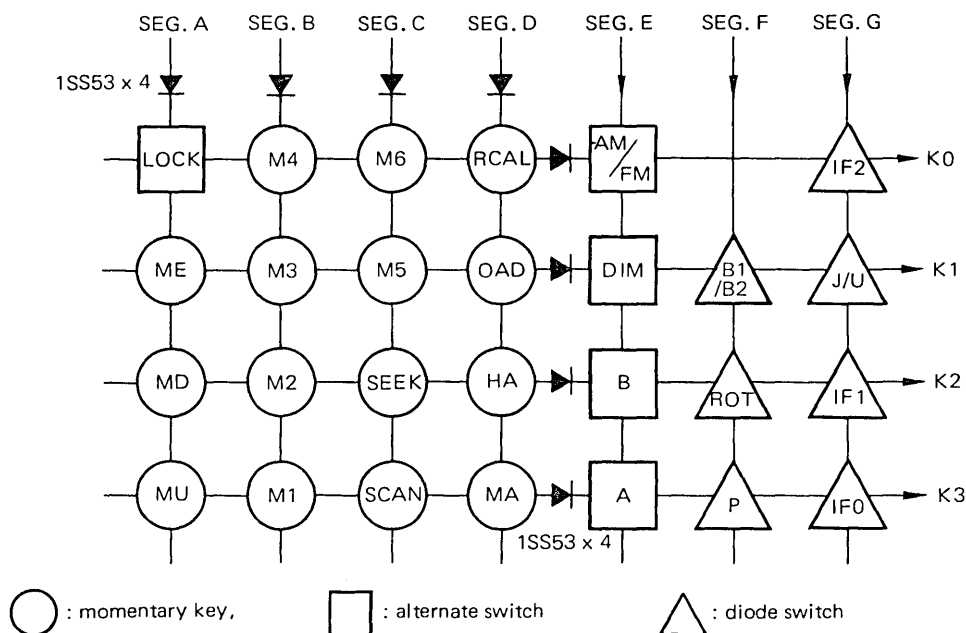 SEG. A SEG. B SEG. C SEG. D SEG. E SEG. F SEG. G
1SS53 x 4
LOCK M4 M6 RCAL AM/FM IF2 K0
ME M3 M5 OAD DIM B1/B2 J/U K1
MD M2 SEEK HA B ROT IF1 K2
MU M1 SCAN MA A P IF0 K3
1SS53 x 4
: momentary key, : alternate switch : diode switch